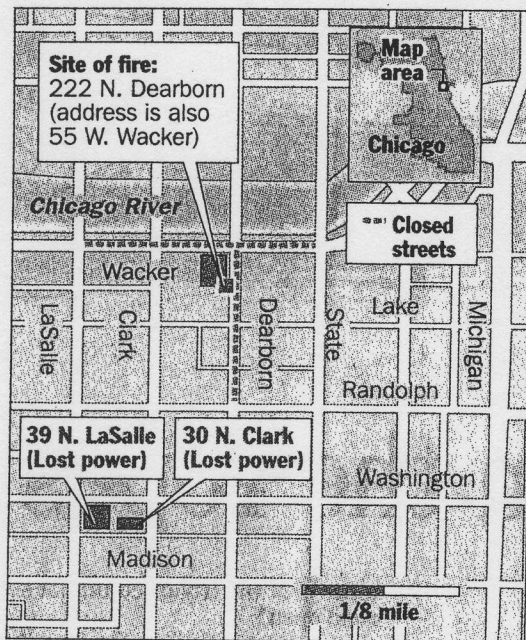 Site of fire:
222 N. Dearborn
(address is also
55 W. Wacker)
Map
area
Chicago
Chicago River
Closed
streets
Wacker
Lake
LaSalle
Clark
Dearborn
State
Michigan
Randolph
39 N. LaSalle
(Lost power)
30 N. Clark
(Lost power)
Washington
Madison
1/8 mile